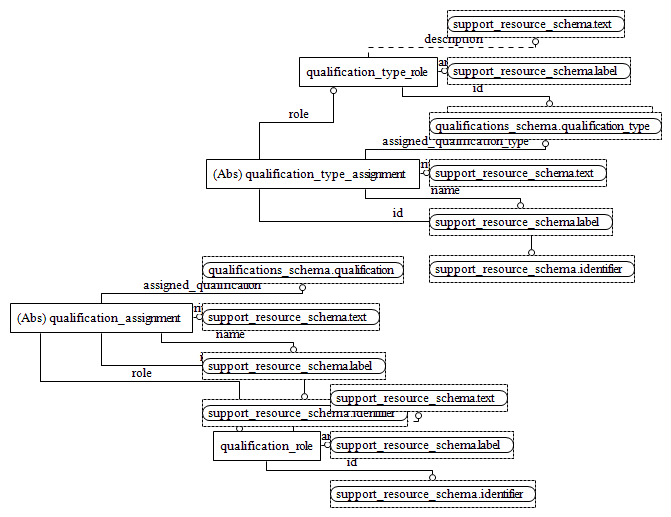 support_resource_schema.text
description
qualification_type_role
support_resource_schema.label
id
role
qualifications_schema.qualification_type
assigned_qualification_type
(Abs) qualification_type_assignment
support_resource_schema.text
name
id
support_resource_schema.label
support_resource_schema.identifier
qualifications_schema.qualification
assigned_qualification
(Abs) qualification_assignment
support_resource_schema.text
name
support_resource_schema.label
role
support_resource_schema.text
support_resource_schema.identifier
qualification_role
support_resource_schema.label
id
support_resource_schema.identifier